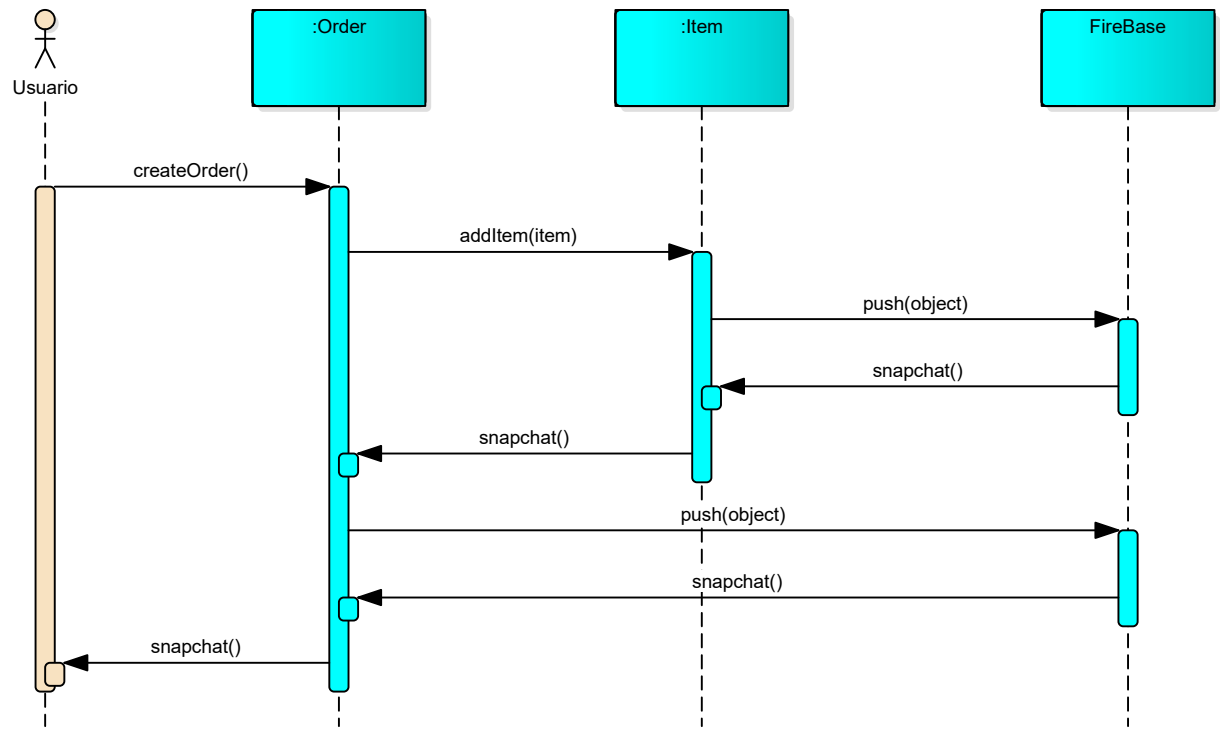 :Order
:Item
FireBase
Usuario
createOrder()
addItem(item)
push(object)
snapchat()
snapchat()
push(object)
snapchat()
snapchat()